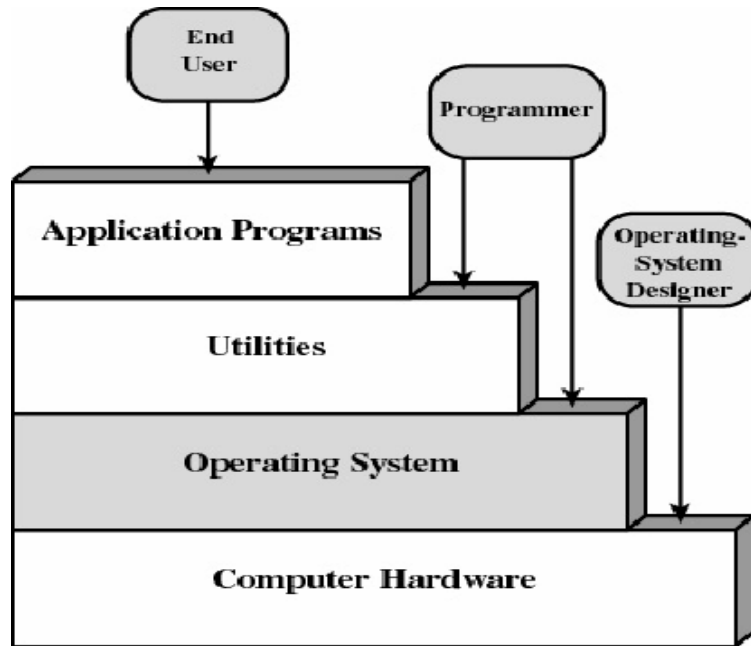 End
User
Programmer
Application Programs
Operating-
System
Designer
Utilities
Operating System
Computer Hardware